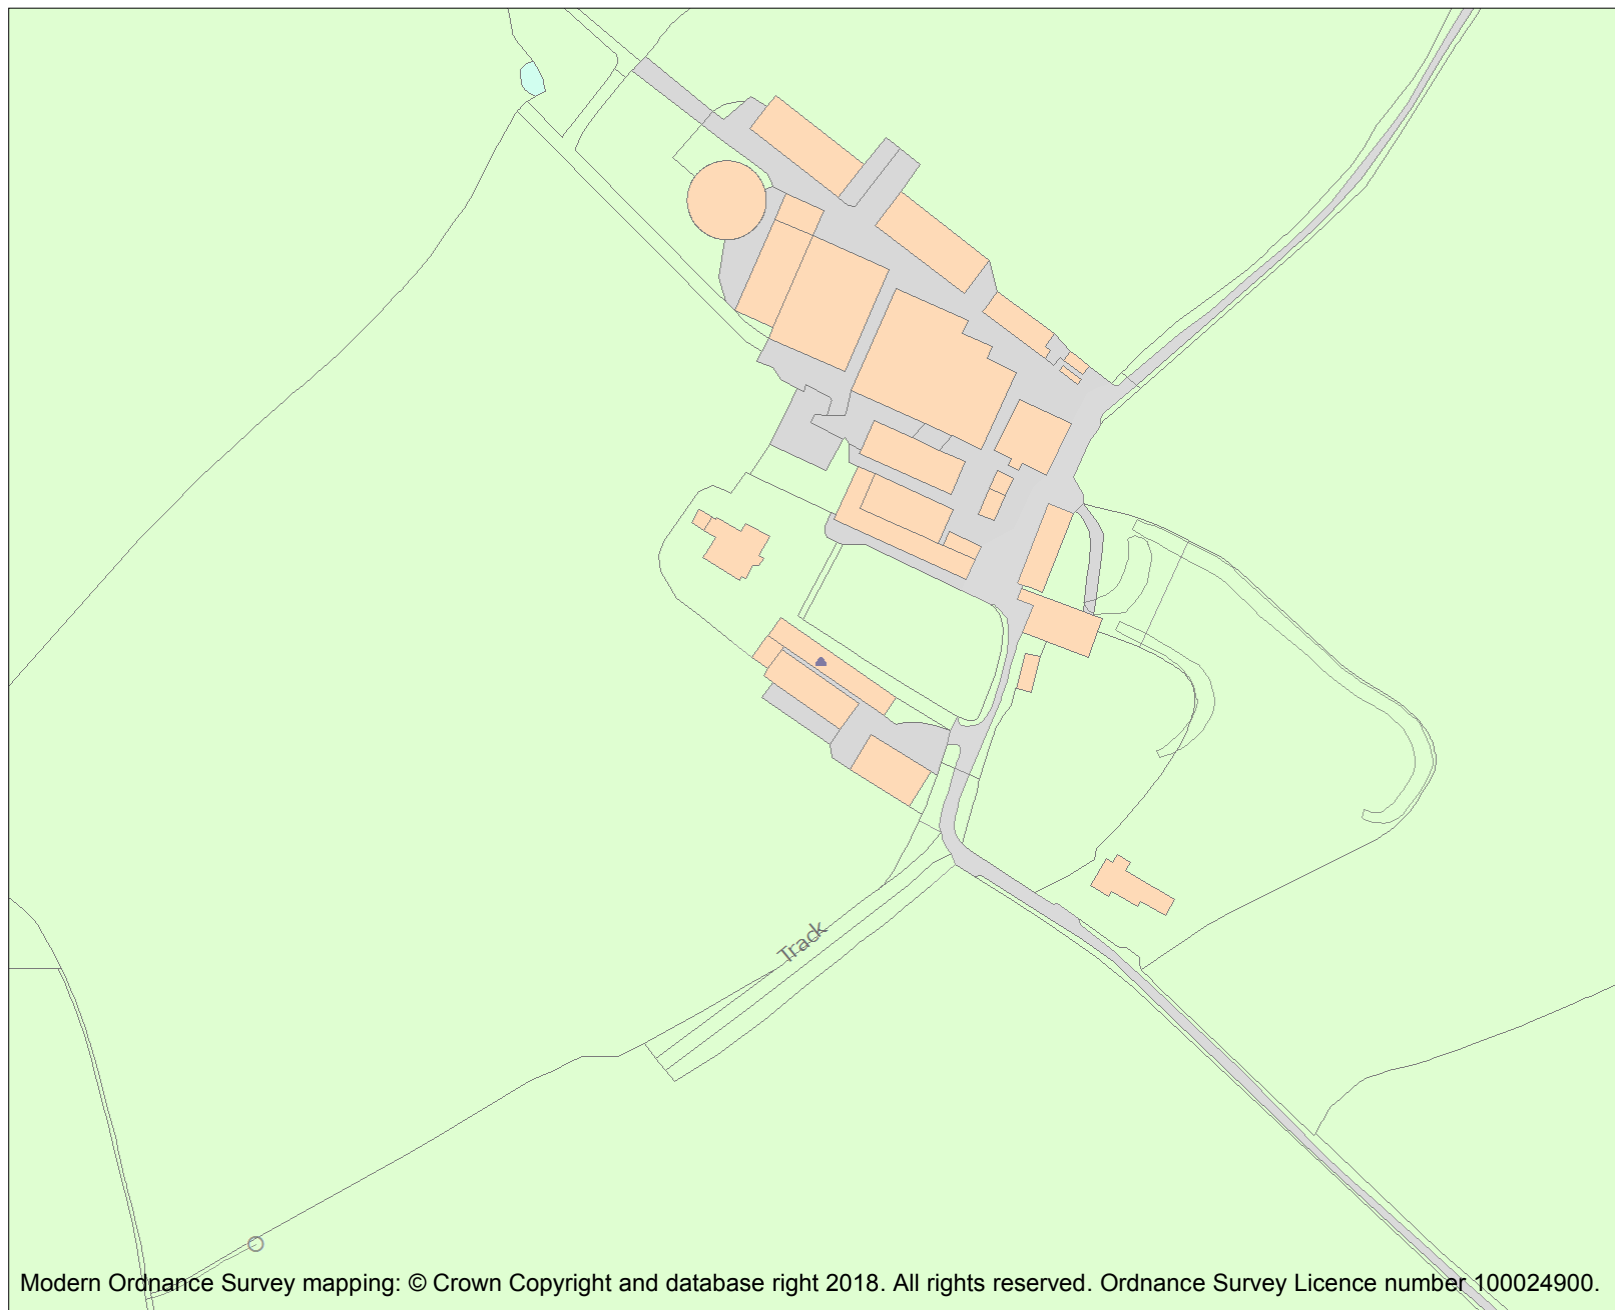 Track
Modern Ordnance Survey mapping: © Crown Copyright and database right 2018. All rights reserved. Ordnance Survey Licence number 100024900.